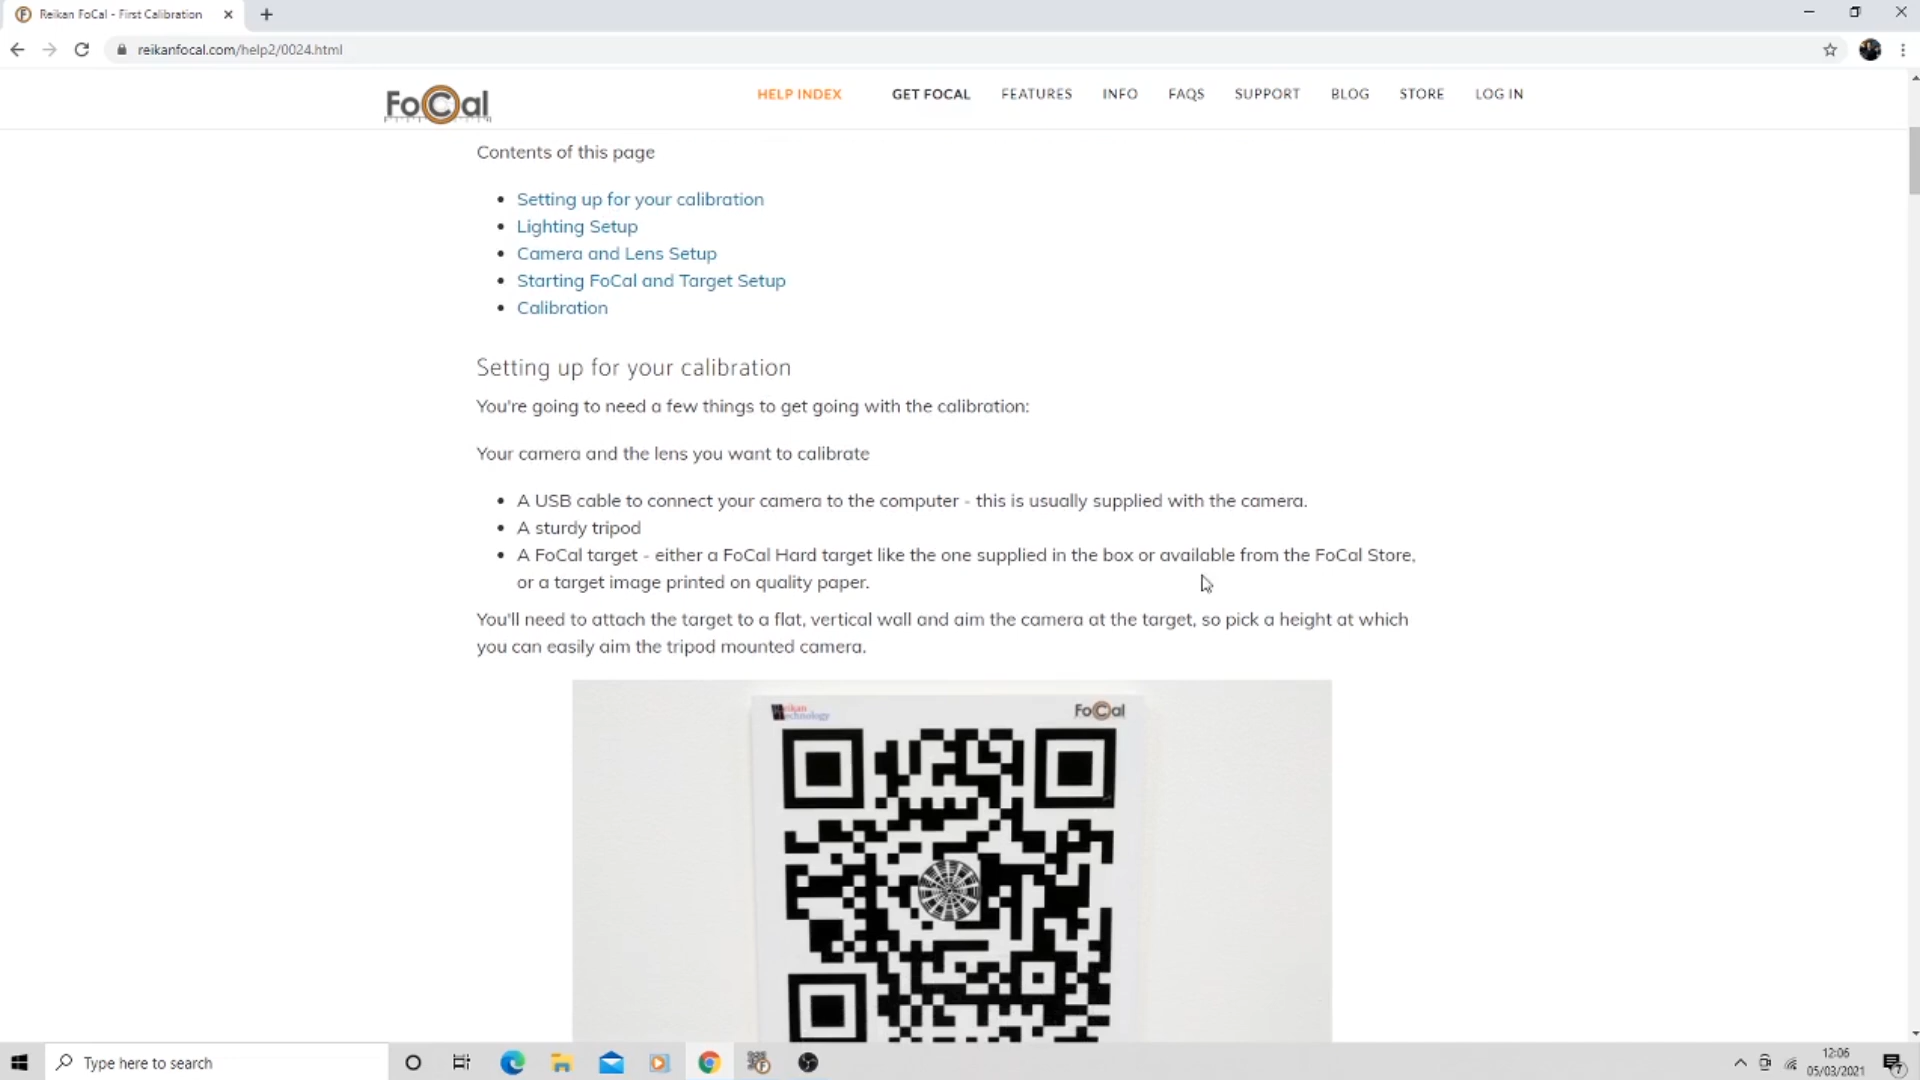 Reikan FoCal - First Calibration
reikanfocal.com/help2/0024.html
FoCal
HELP INDEX GET FOCAL FEATURES INFO FAQS SUPPORT BLOG STORE LOG IN
Contents of this page
Setting up for your calibration
Lighting Setup
Camera and Lens Setup
Starting FoCal and Target Setup
Calibration
Setting up for your calibration
You're going to need a few things to get going with the calibration:
Your camera and the lens you want to calibrate
A USB cable to connect your camera to the computer - this is usually supplied with the camera.
A sturdy tripod
A FoCal target - either a FoCal Hard target like the one supplied in the box or available from the FoCal Store,
or a target image printed on quality paper.
You'll need to attach the target to a flat, vertical wall and aim the camera at the target, so pick a height at which
you can easily aim the tripod mounted camera.
Reikan
Technology
FoCal
Type here to search
12:06
05/03/2021
7